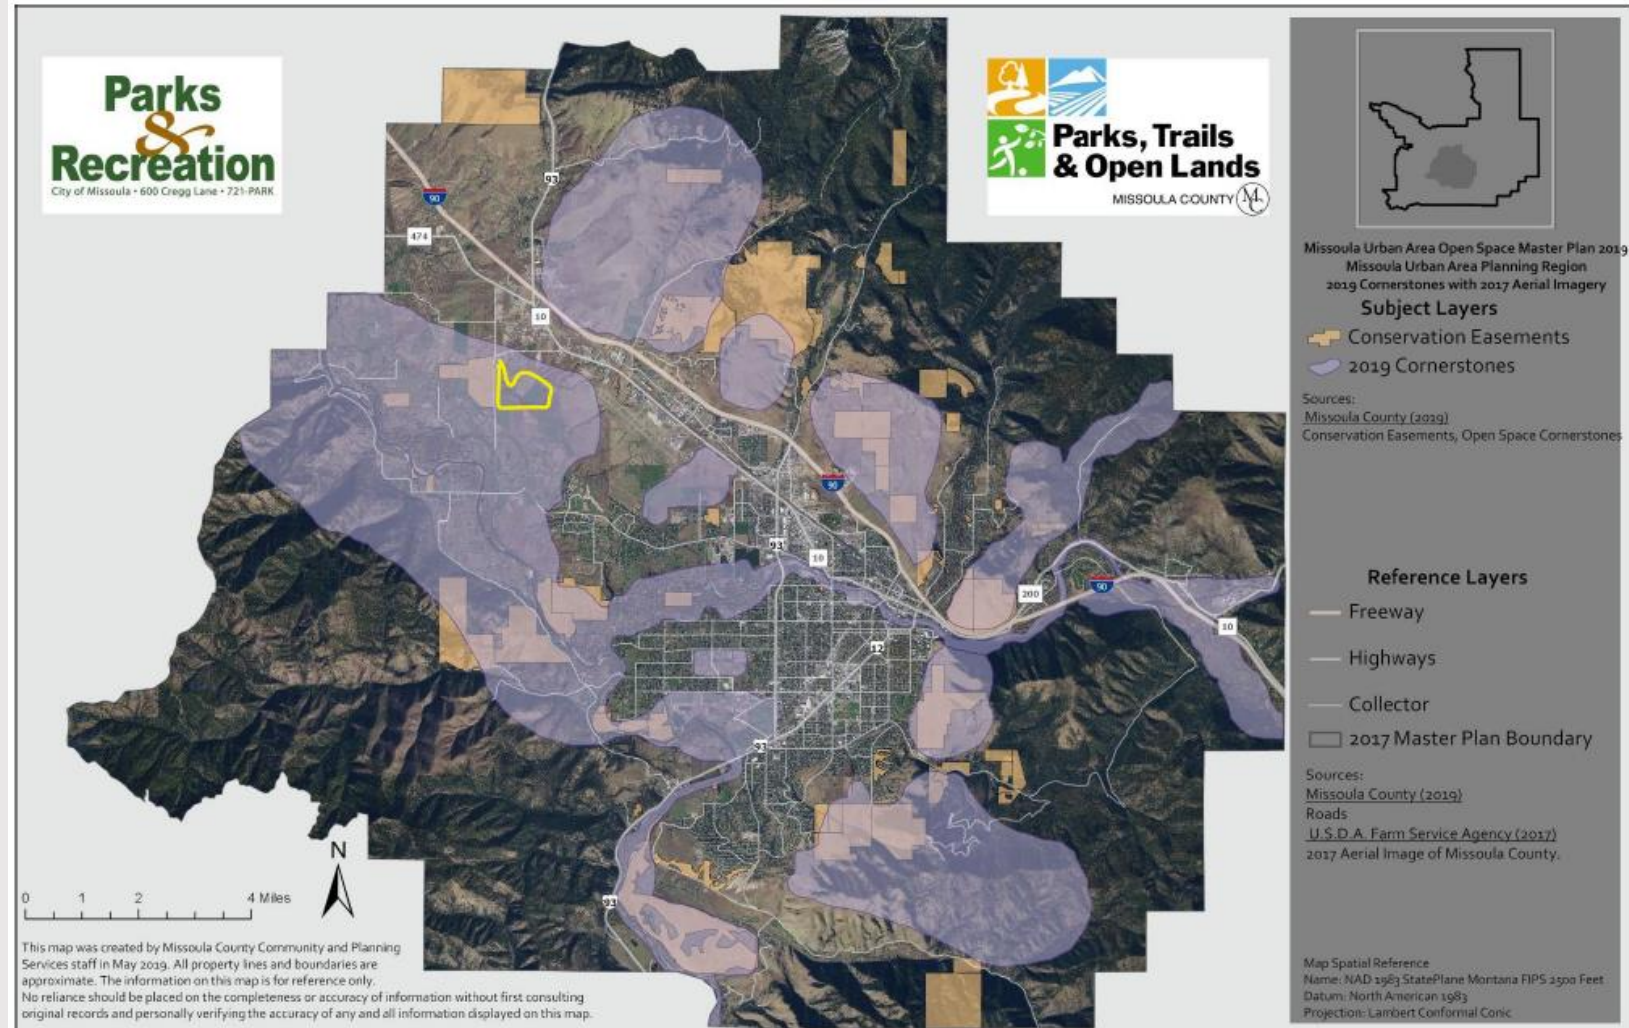 Parks
&
Recreation
City of Missoula • 600 Cregg Lane • 721-PARK
Parks, Trails
& Open Lands
MISSOULA COUNTY MC
90
93
474
10
90
93
10
200
90
10
12
93
93
N
0 1 2 4 Miles
This map was created by Missoula County Community and Planning
Services staff in May 2019. All property lines and boundaries are
approximate. The information on this map is for reference only.
No reliance should be placed on the completeness or accuracy of information without first consulting
original records and personally verifying the accuracy of any and all information displayed on this map.
Missoula Urban Area Open Space Master Plan 2019
Missoula Urban Area Planning Region
2019 Cornerstones with 2017 Aerial Imagery
Subject Layers
Conservation Easements
2019 Cornerstones
Sources:
Missoula County (2019)
Conservation Easements, Open Space Cornerstones
Reference Layers
Freeway
Highways
Collector
2017 Master Plan Boundary
Sources:
Missoula County (2019)
Roads
U.S.D.A. Farm Service Agency (2017)
2017 Aerial Image of Missoula County.
Map Spatial Reference
Name: NAD 1983 StatePlane Montana FIPS 2500 Feet
Datum: North American 1983
Projection: Lambert Conformal Conic